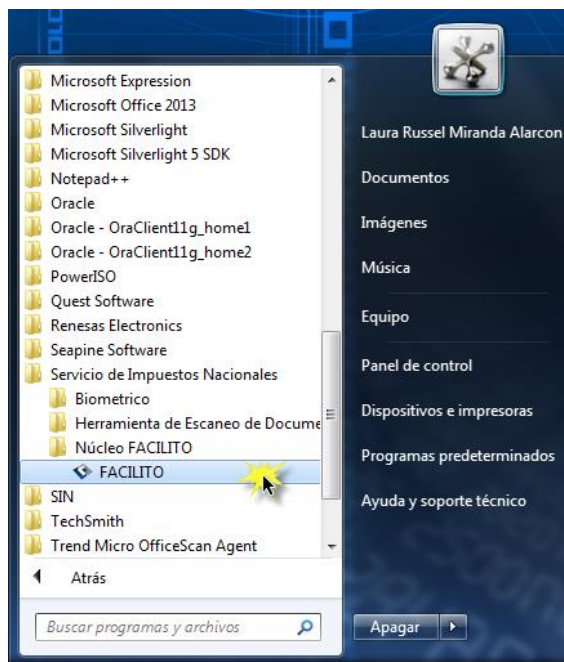 Microsoft Expression
Microsoft Office 2013
Microsoft Silverlight
Microsoft Silverlight 5 SDK
Notepad++
Oracle
Oracle - OraClient11g_home1
Oracle - OraClient11g_home2
PowerISO
Quest Software
Renesas Electronics
Seapine Software
Servicio de Impuestos Nacionales
Biometrico
Herramienta de Escaneo de Docume
Núcleo FACILITO
FACILITO
SIN
TechSmith
Trend Micro OfficeScan Agent
Atrás
Buscar programas y archivos
Laura Russel Miranda Alarcon
Documentos
Imágenes
Música
Equipo
Panel de control
Dispositivos e impresoras
Programas predeterminados
Ayuda y soporte técnico
Apagar